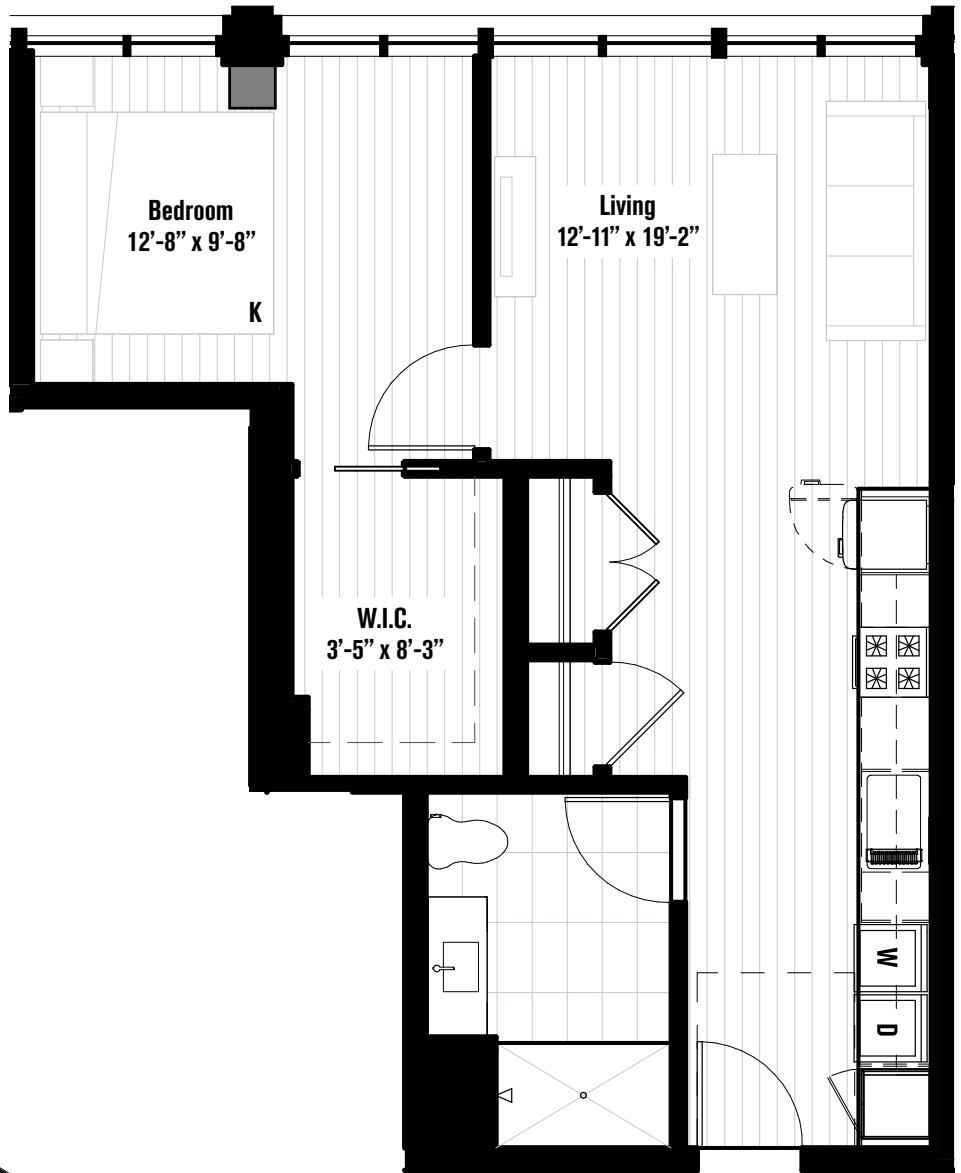 Bedroom
12’-8” x 9’-8”
K
Living
12’-11” x 19’-2”
W.I.C.
3’-5” x 8’-3”
W
D